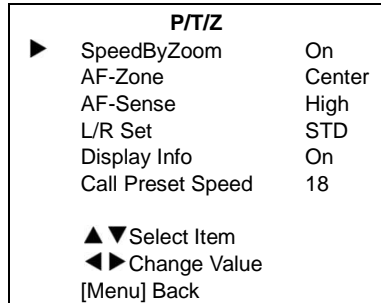 P/T/Z
▶ SpeedByZoom On
AF-Zone Center
AF-Sense High
L/R Set STD
Display Info On
Call Preset Speed 18
▲▼Select Item
◀▶Change Value
[Menu] Back